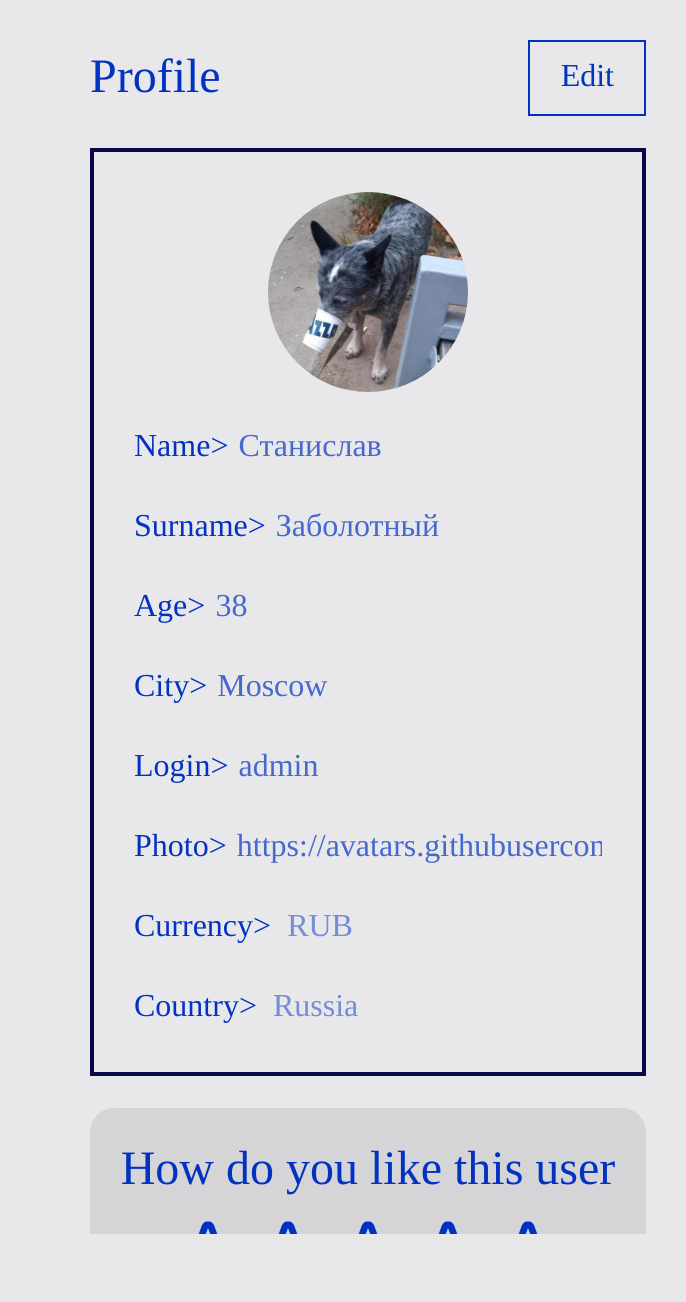 Profile
Edit
Name> Станислав
Surname> Заболотный
Age> 38
City> Moscow
Login> admin
Photo> https://avatars.githubusercon
Currency> RUB
Country> Russia
How do you like this user